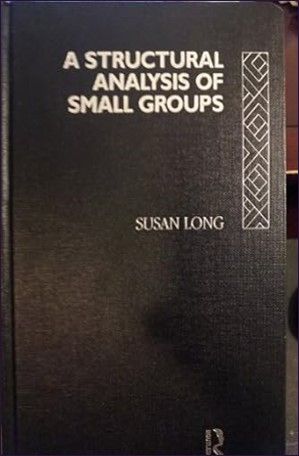 A STRUCTURAL
ANALYSIS OF
SMALL GROUPS
SUSAN LONG
R